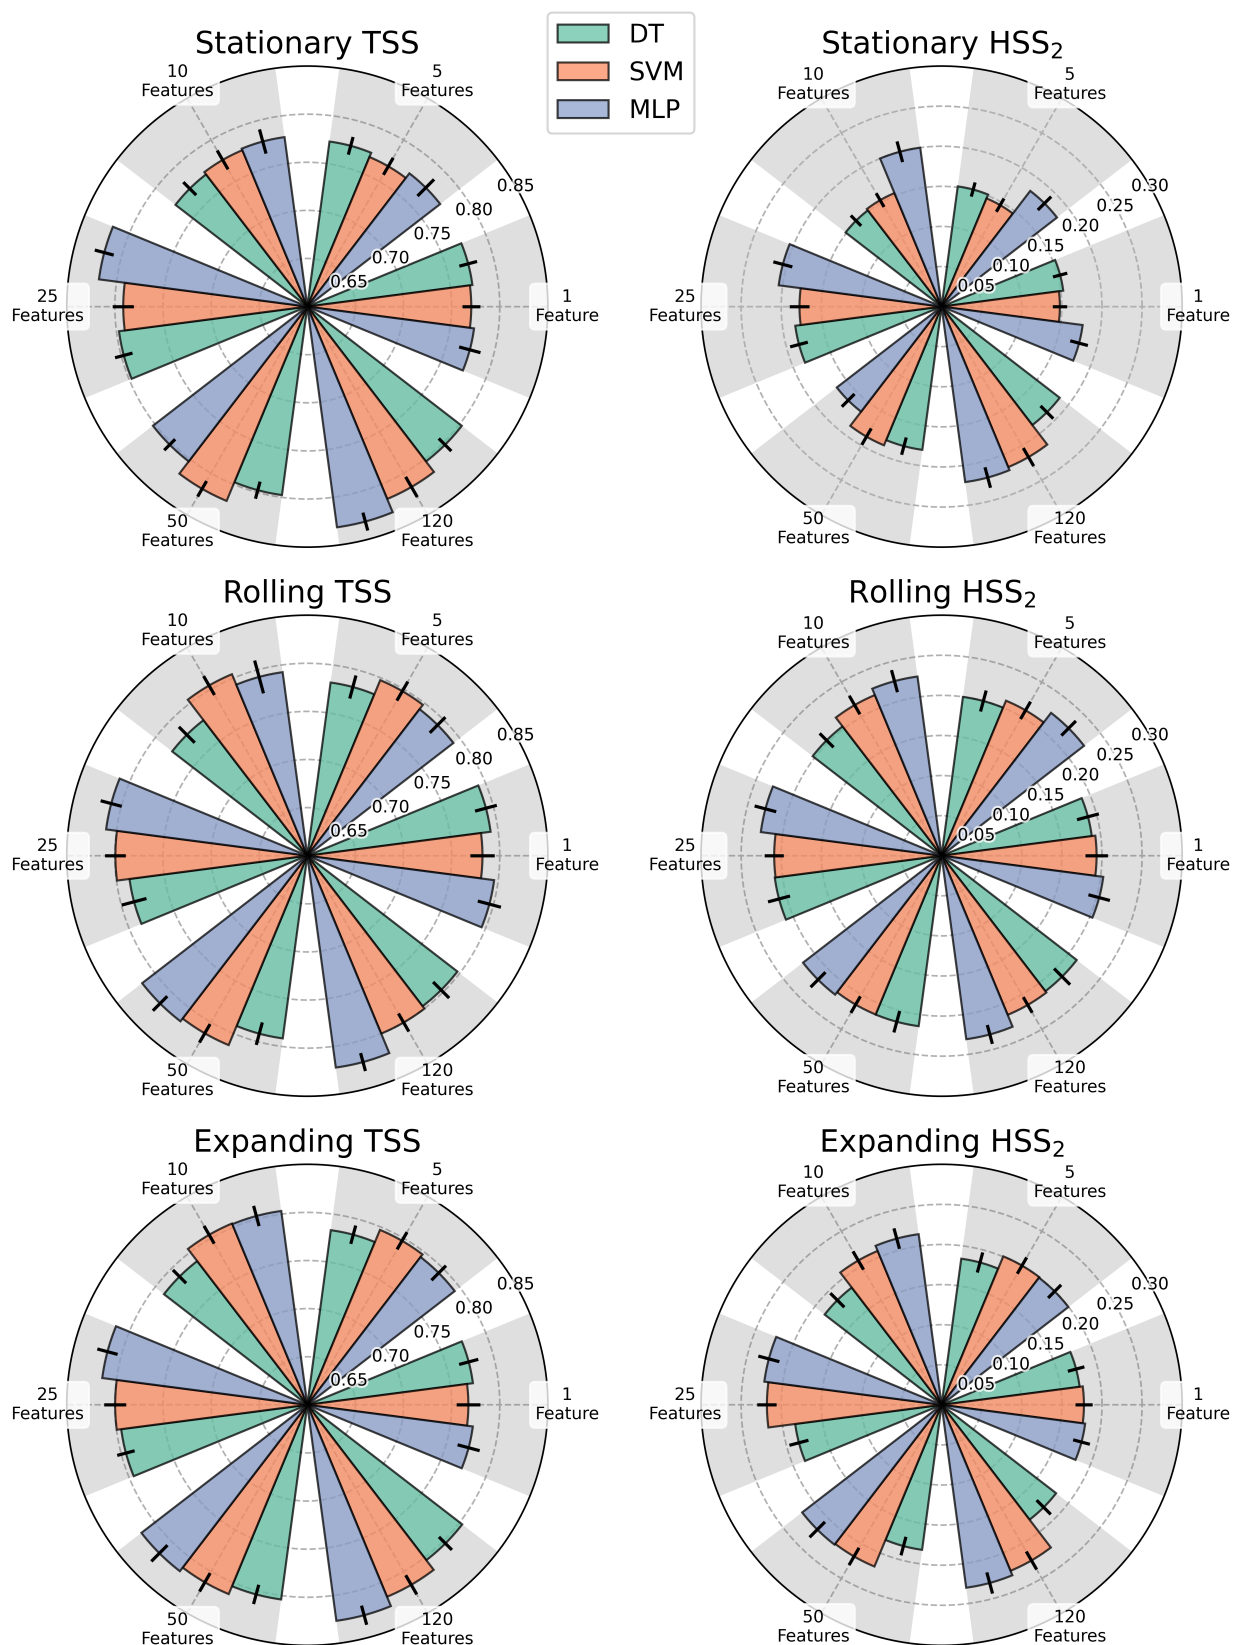 DT
SVM
MLP
Stationary TSS
10
Features
5
Features
0.85
0.80
0.75
0.70
0.65
25
Features
1
Feature
50
Features
120
Features
Stationary HSS₂
10
Features
5
Features
0.30
0.25
0.20
0.15
0.10
0.05
25
Features
1
Feature
50
Features
120
Features
Rolling TSS
10
Features
5
Features
0.85
0.80
0.75
0.70
0.65
25
Features
1
Feature
50
Features
120
Features
Rolling HSS₂
10
Features
5
Features
0.30
0.25
0.20
0.15
0.10
0.05
25
Features
1
Feature
50
Features
120
Features
Expanding TSS
10
Features
5
Features
0.85
0.80
0.75
0.70
0.65
25
Features
1
Feature
50
Features
120
Features
Expanding HSS₂
10
Features
5
Features
0.30
0.25
0.20
0.15
0.10
0.05
25
Features
1
Feature
50
Features
120
Features